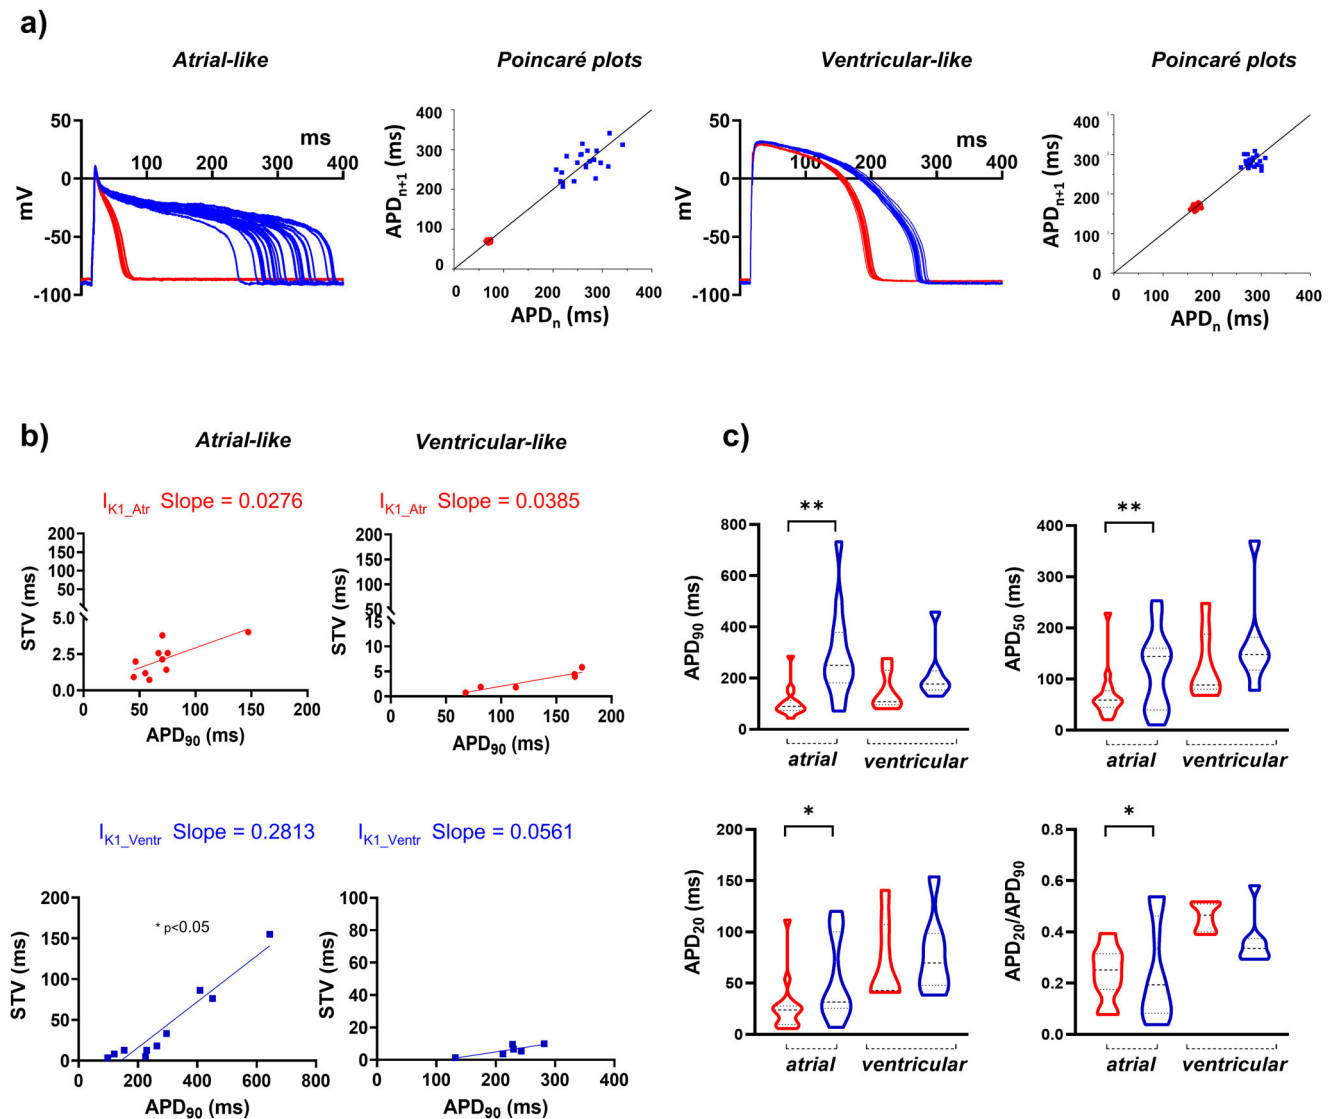 a)
Atrial-like
Poincaré plots
Ventricular-like
Poincaré plots
50
0
-50
-100
mV
ms
100 200 300 400
400
300
200
100
0
APDn+1 (ms)
0 100 200 300 400
APDn (ms)
50
0
-50
-100
mV
ms
100 200 300 400
400
300
200
100
0
APDn+1 (ms)
0 100 200 300 400
APDn (ms)
b)
Atrial-like
Ventricular-like
IK1_Atr Slope = 0.0276
200
150
100
50
5.0
2.5
0.0
STV (ms)
0 50 100 150 200
APD90 (ms)
IK1_Atr Slope = 0.0385
200
150
100
50
15
10
5
0
STV (ms)
0 50 100 150 200
APD90 (ms)
IK1_Ventr Slope = 0.2813
* p<0.05
200
150
100
50
0
STV (ms)
0 200 400 600 800
APD90 (ms)
IK1_Ventr Slope = 0.0561
100
80
60
40
20
0
STV (ms)
0 100 200 300 400
APD90 (ms)
c)
**
800
600
400
200
0
APD90 (ms)
atrial ventricular
**
400
300
200
100
0
APD50 (ms)
atrial ventricular
*
200
150
100
50
0
APD20 (ms)
atrial ventricular
*
0.8
0.6
0.4
0.2
0.0
APD20/APD90
atrial ventricular